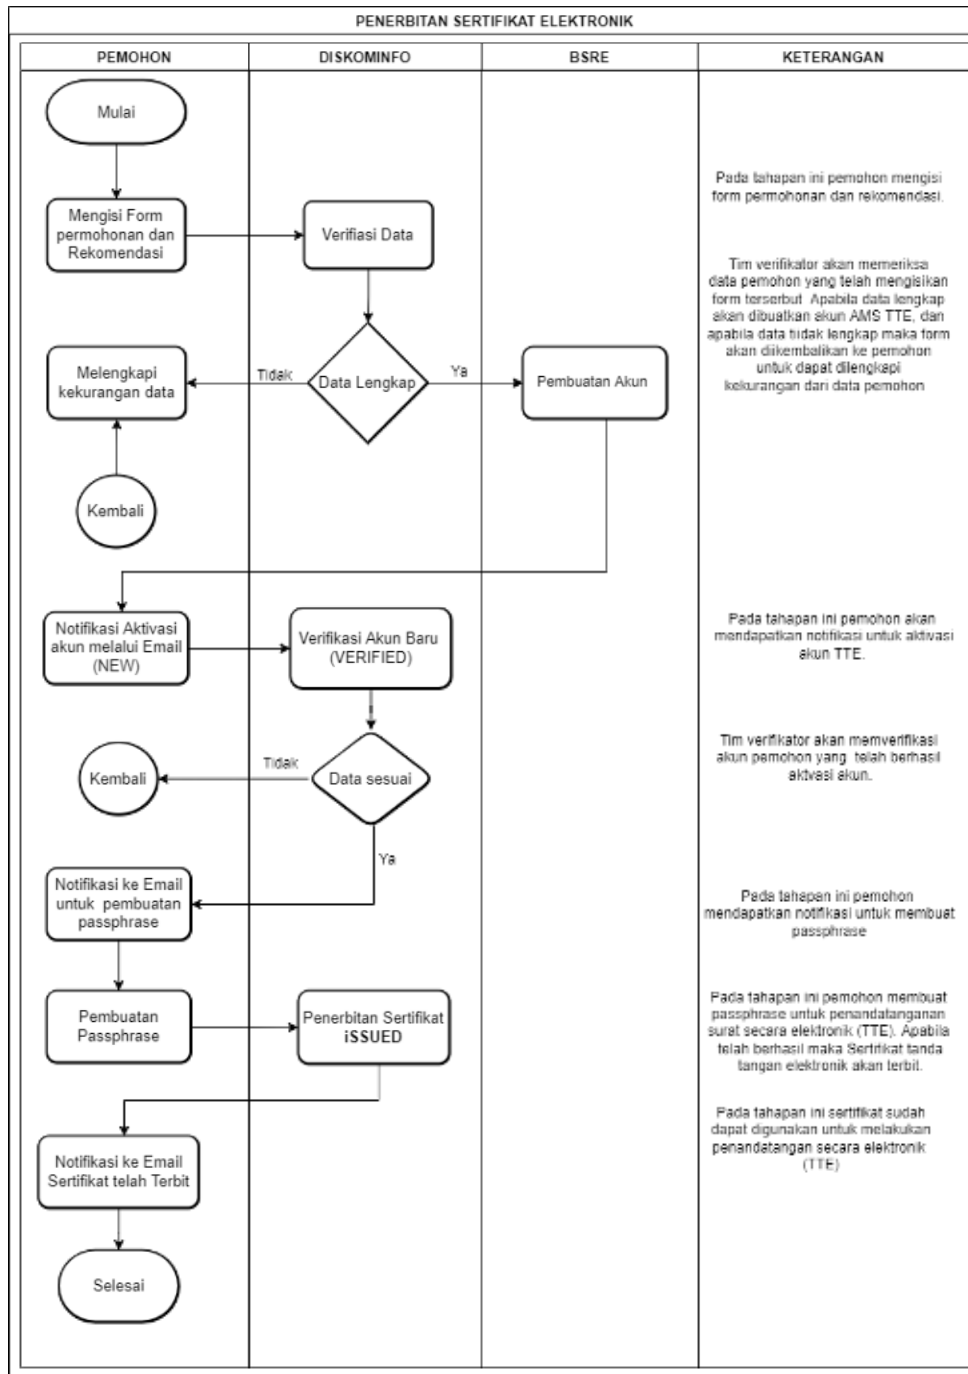 PENERBITAN SERTIFIKAT ELEKTRONIK
PEMOHON
DISKOMINFO
BSRE
KETERANGAN
Mulai
Pada tahapan ini pemohon mengisi
form permohonan dan rekomendasi.
Mengisi Form
permohonan dan
Rekomendasi
Verifiasi Data
Tim verifikator akan memeriksa
data pemohon yang telah mengisikan
form terserbut Apabila data lengkap
akan dibuatkan akun AMS TTE, dan
apabila data tiidak lengkap maka form
akan diikembalikan ke pemohon
untuk dapat dilengkapi
kekurangan dari data pemohon
Melengkapi
kekurangan data
Tidak
Data Lengkap
Ya
Pembuatan Akun
Kembali
Notifikasi Aktivasi
akun melalui Email
(NEW)
Verifikasi Akun Baru
(VERIFIED)
Pada tahapan ini pemohon akan
mendapatkan notifikasi untuk aktivasi
akun TTE.
Tim verifikator akan memverifikasi
akun pemohon yang telah berhasil
aktvasi akun.
Kembali
Tidak
Data sesuai
Ya
Notifikasi ke Email
untuk pembuatan
passphrase
Pada tahapan ini pemohon
mendapatkan notifikasi untuk membuat
passphrase
Pembuatan
Passphrase
Penerbitan Sertifikat
iSSUED
Pada tahapan ini pemohon membuat
passphrase untuk penandatanganan
surat secara elektronik (TTE). Apabila
telah berhasil maka Sertifikat tanda
tangan elektronik akan terbit.
Pada tahapan ini sertifikat sudah
dapat digunakan untuk melakukan
penandatangan secara elektronik
(TTE)
Notifikasi ke Email
Sertifikat telah Terbit
Selesai